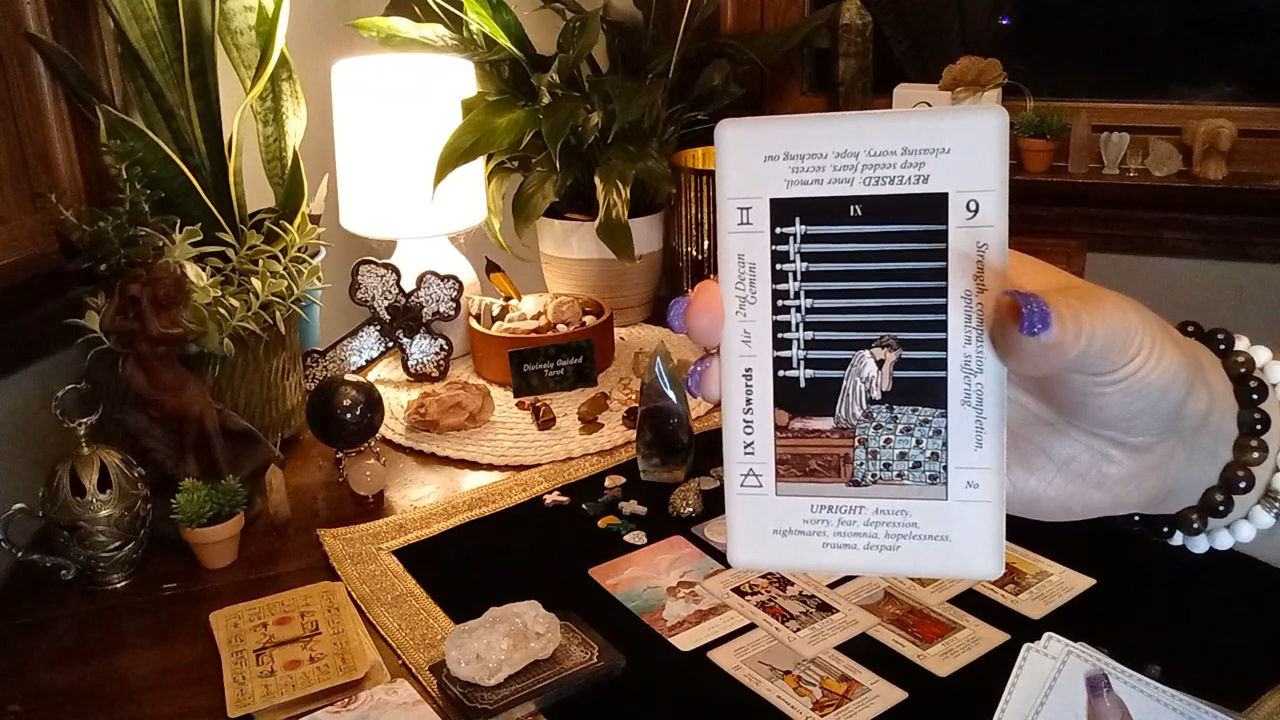 REVERSED: Inner turmoil,
deep seeded fears, secrets,
releasing worry, hope, reaching out
IX
9
2nd Decan
Gemini
Air
IX Of Swords
Strength, compassion, completion,
optimism, suffering.
No
UPRIGHT: Anxiety,
worry, fear, depression,
nightmares, insomnia, hopelessness,
trauma, despair
Divinely Guided
Tarot